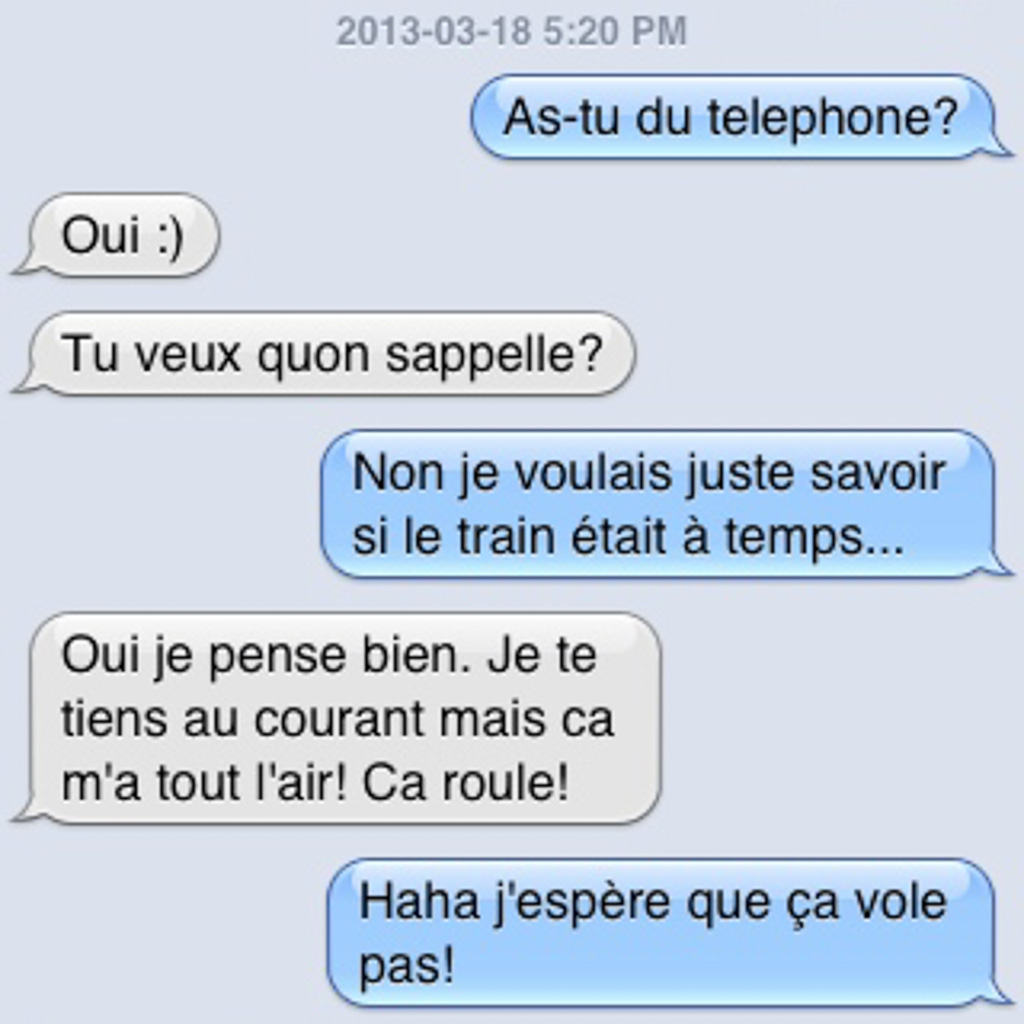 2013-03-18 5:20 PM
As-tu du telephone?
Oui :)
Tu veux quon sappelle?
Non je voulais juste savoir
si le train était à temps...
Oui je pense bien. Je te
tiens au courant mais ca
m'a tout l'air! Ca roule!
Haha j'espère que ça vole
pas!